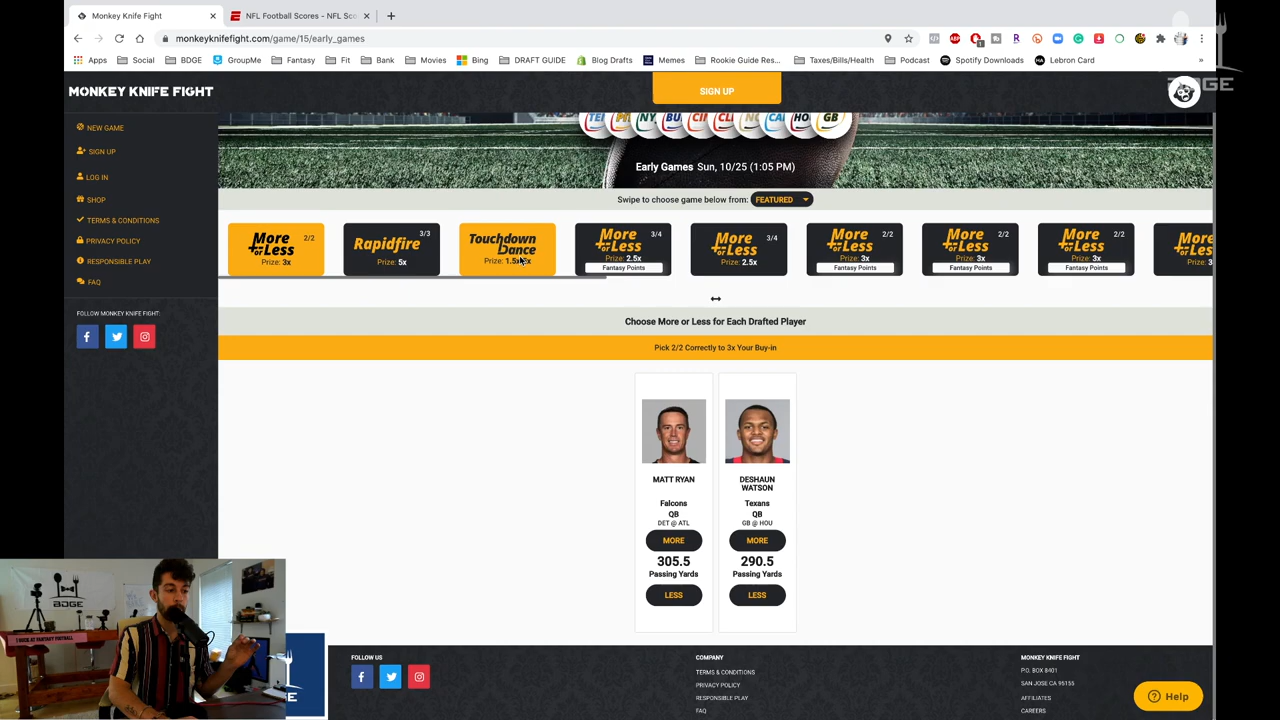 Monkey Knife Fight
NFL Football Scores - NFL Sco
monkeyknifefight.com/game/15/early_games
Apps
Social
BDGE
GroupMe
Fantasy
Fit
Bank
Movies
Bing
DRAFT GUIDE
Blog Drafts
Memes
Rookie Guide Res...
Taxes/Bills/Health
Podcast
Spotify Downloads
Lebron Card
MONKEY KNIFE FIGHT
SIGN UP
NEW GAME
SIGN UP
LOG IN
SHOP
TERMS & CONDITIONS
PRIVACY POLICY
RESPONSIBLE PLAY
FAQ
FOLLOW MONKEY KNIFE FIGHT:
NY
HO
GB
Early Games Sun, 10/25 (1:05 PM)
Swipe to choose game below from: FEATURED
More or Less 2/2
Prize: 3x
Rapidfire 3/3
Prize: 5x
Touchdown Dance
Prize:
More or Less 3/4
Prize: 2.5x
Fantasy Points
More or Less 3/4
Prize: 2.5x
More or Less 2/2
Prize: 3x
Fantasy Points
More or Less 2/2
Prize: 3x
Fantasy Points
More or Less 2/2
Prize: 3x
Fantasy Points
Choose More or Less for Each Drafted Player
Pick 2/2 Correctly to 3x Your Buy-in
MATT RYAN
Falcons
QB
DET @ ATL
MORE
305.5
Passing Yards
LESS
DESHAUN
WATSON
Texans
QB
GB @ HOU
MORE
290.5
Passing Yards
LESS
FOLLOW US
COMPANY
TERMS & CONDITIONS
PRIVACY POLICY
RESPONSIBLE PLAY
FAQ
MONKEY KNIFE FIGHT
P.O. BOX 8401
SAN JOSE CA 95155
AFFILIATES
CAREERS
Help
BDGE